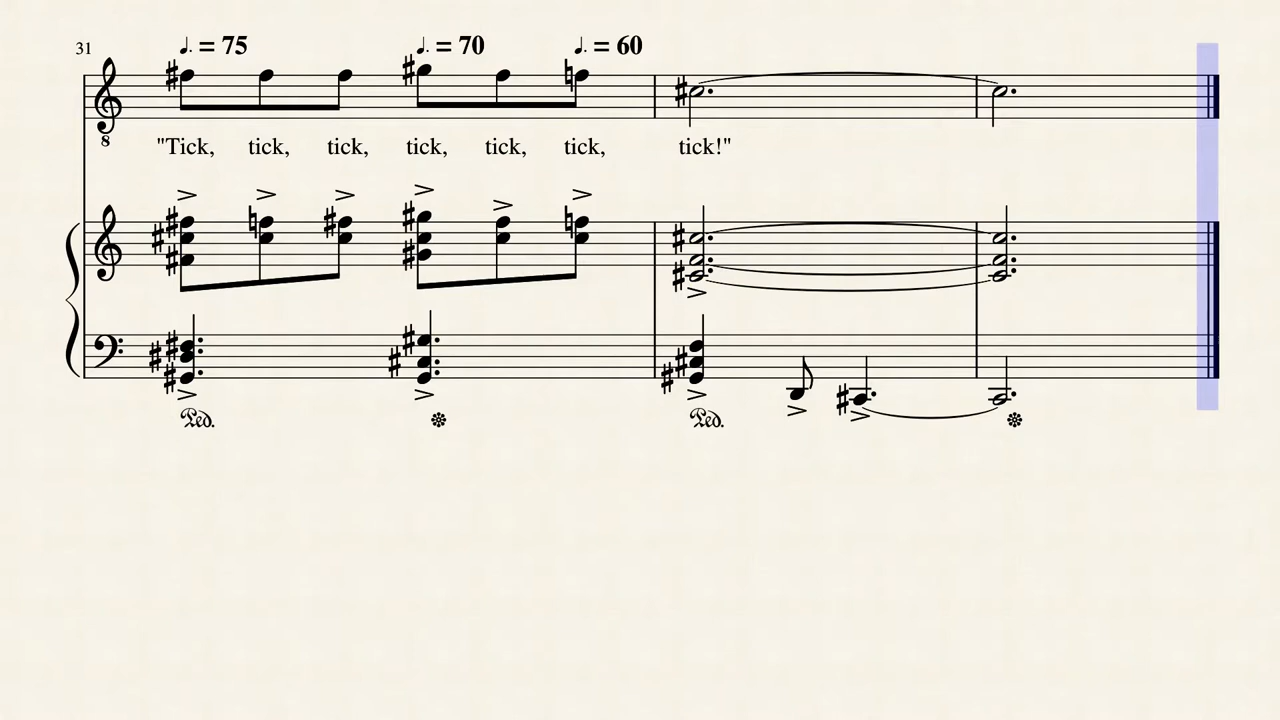 31
♩. = 75 ♩. = 70 ♩. = 60
8
"Tick, tick, tick, tick, tick, tick, tick!"
Ped. Ped.